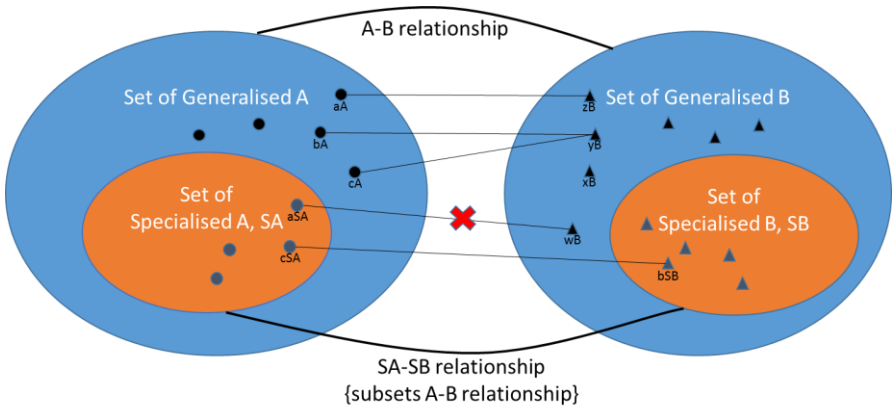 A-B relationship
Set of Generalised A
Set of Generalised B
aA
zB
bA
yB
cA
xB
Set of
Specialised A, SA
Set of
Specialised B, SB
aSA
wB
cSA
bSB
SA-SB relationship
{subsets A-B relationship}